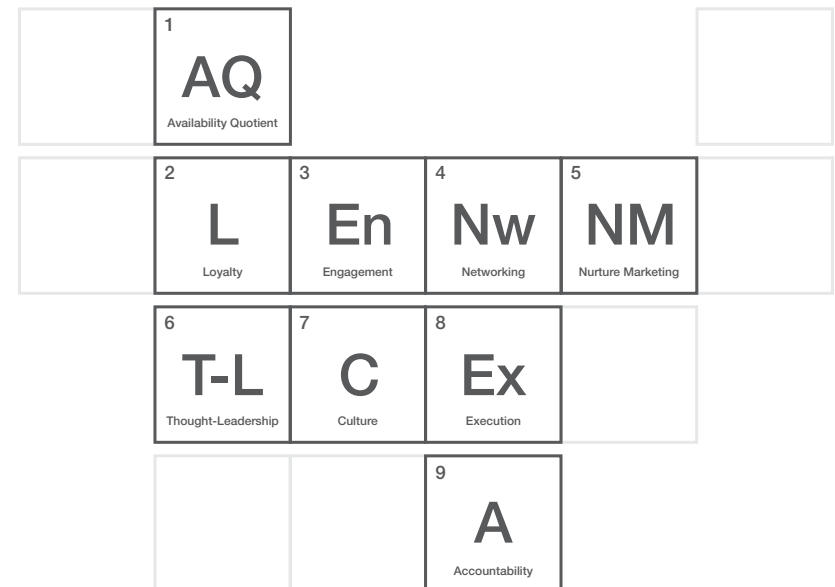 1
AQ
Availability Quotient
2
L
Loyalty
3
En
Engagement
4
Nw
Networking
5
NM
Nurture Marketing
6
T-L
Thought-Leadership
7
C
Culture
8
Ex
Execution
9
A
Accountability